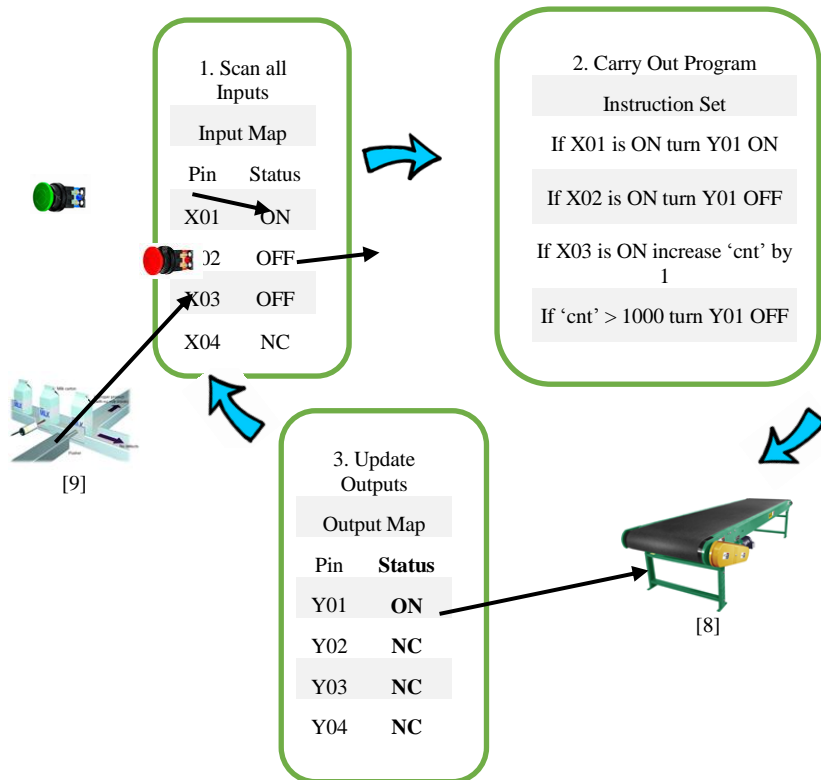 1. Scan all
Inputs
Input Map
Pin Status
X01 ON
02 OFF
X03 OFF
X04 NC
2. Carry Out Program
Instruction Set
If X01 is ON turn Y01 ON
If X02 is ON turn Y01 OFF
If X03 is ON increase ‘cnt’ by
1
If ‘cnt’ > 1000 turn Y01 OFF
[9]
3. Update
Outputs
Output Map
Pin Status
Y01 ON
Y02 NC
Y03 NC
Y04 NC
[8]